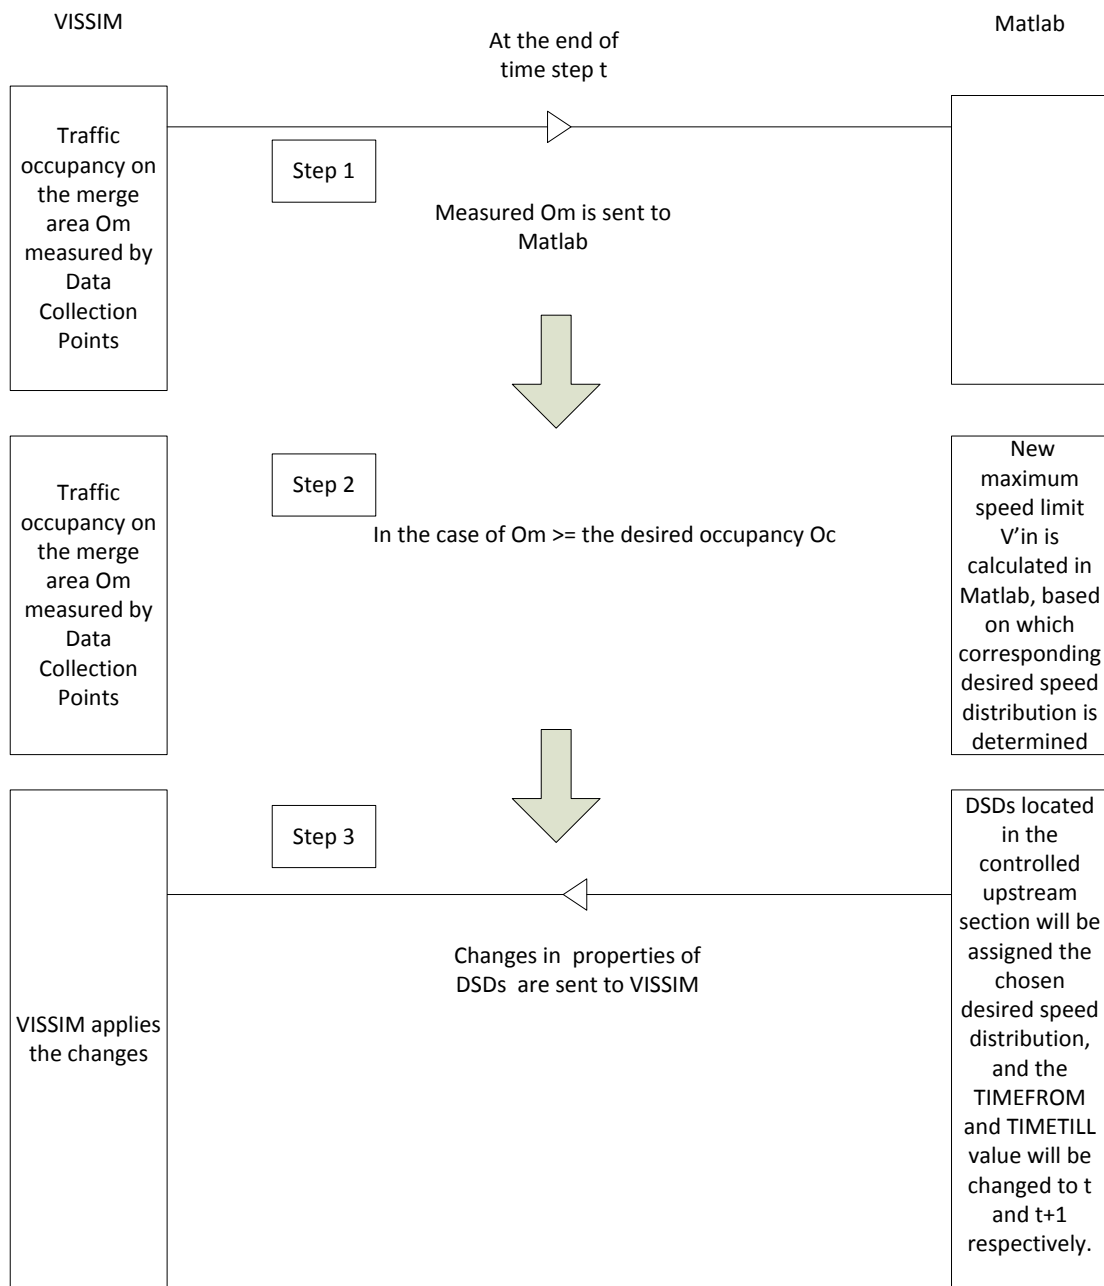 VISSIM
Matlab
At the end of
time step t
Traffic
occupancy on
the merge
area Om
measured by
Data
Collection
Points
Step 1
Measured Om is sent to
Matlab
Traffic
occupancy on
the merge
area Om
measured by
Data
Collection
Points
Step 2
In the case of Om >= the desired occupancy Oc
New
maximum
speed limit
V’in is
calculated in
Matlab, based
on which
corresponding
desired speed
distribution is
determined
Step 3
Changes in  properties of
DSDs  are sent to VISSIM
VISSIM applies
the changes
DSDs located
in the
controlled
upstream
section will be
assigned the
chosen
desired speed
distribution,
and the
TIMEFROM
and TIMETILL
value will be
changed to t
and t+1
respectively.